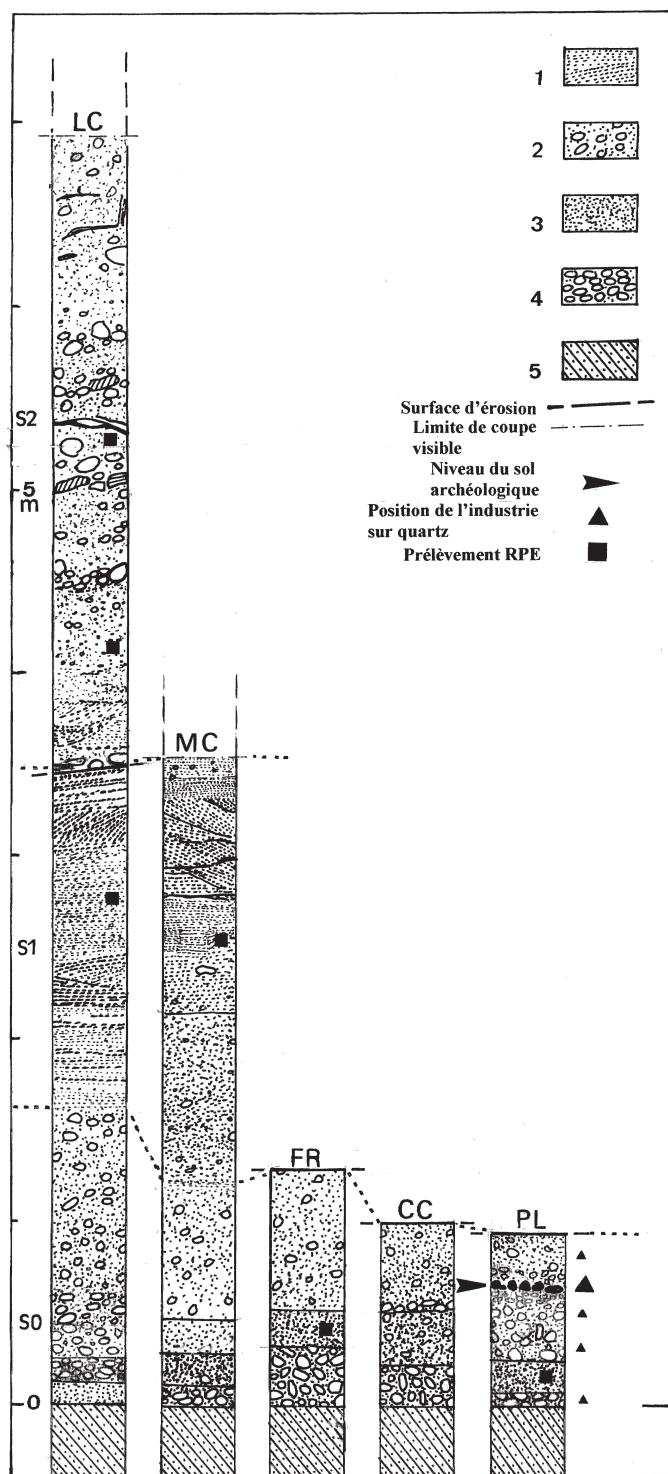 LC
1
2
3
4
5
Surface d'érosion
Limite de coupe
visible
Niveau du sol
archéologique
Position de l'industrie
sur quartz
Prélèvement RPE
S2
5
m
MC
S1
FR
CC
PL
S0
0